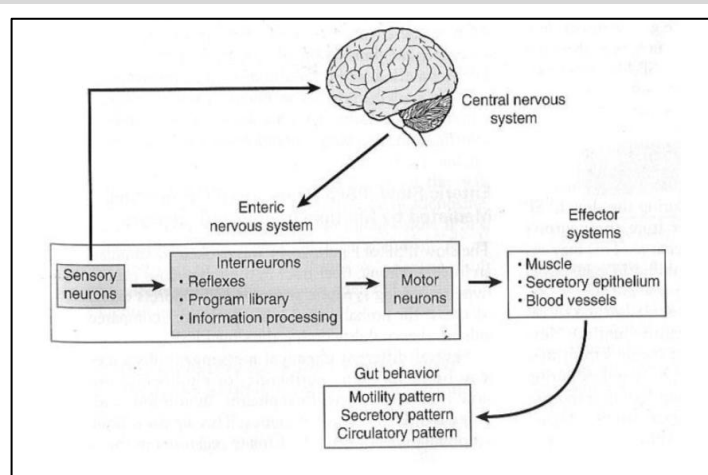 Central nervous
system
Enteric
nervous system
Effector
systems
Sensory
neurons
Interneurons
• Reflexes
• Program library
• Information processing
Motor
neurons
• Muscle
• Secretory epithelium
• Blood vessels
Gut behavior
Motility pattern
Secretory pattern
Circulatory pattern